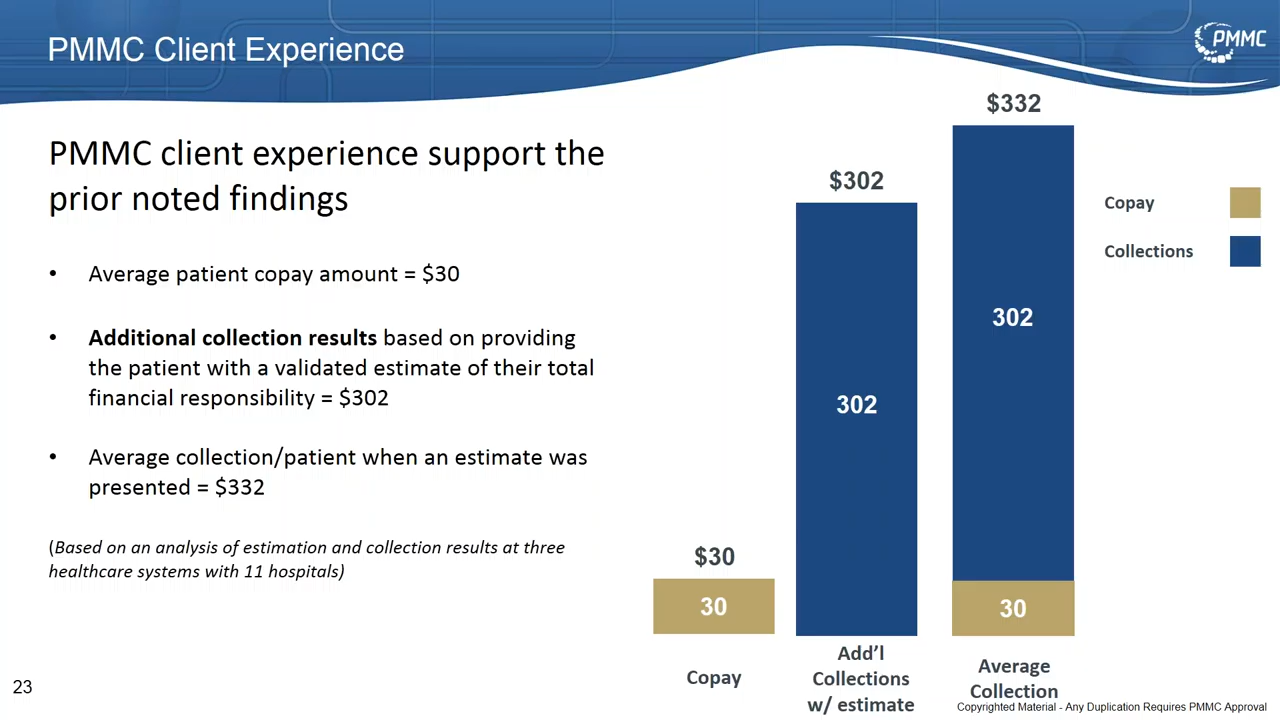 PMMC Client Experience
PMMC
PMMC client experience support the
prior noted findings
• Average patient copay amount = $30
• Additional collection results based on providing
the patient with a validated estimate of their total
financial responsibility = $302
• Average collection/patient when an estimate was
presented = $332
(Based on an analysis of estimation and collection results at three
healthcare systems with 11 hospitals)
$30
30
Copay
$302
302
Add’l
Collections
w/ estimate
$332
302
30
Average
Collection
Copay
Collections
23
Copyrighted Material - Any Duplication Requires PMMC Approval